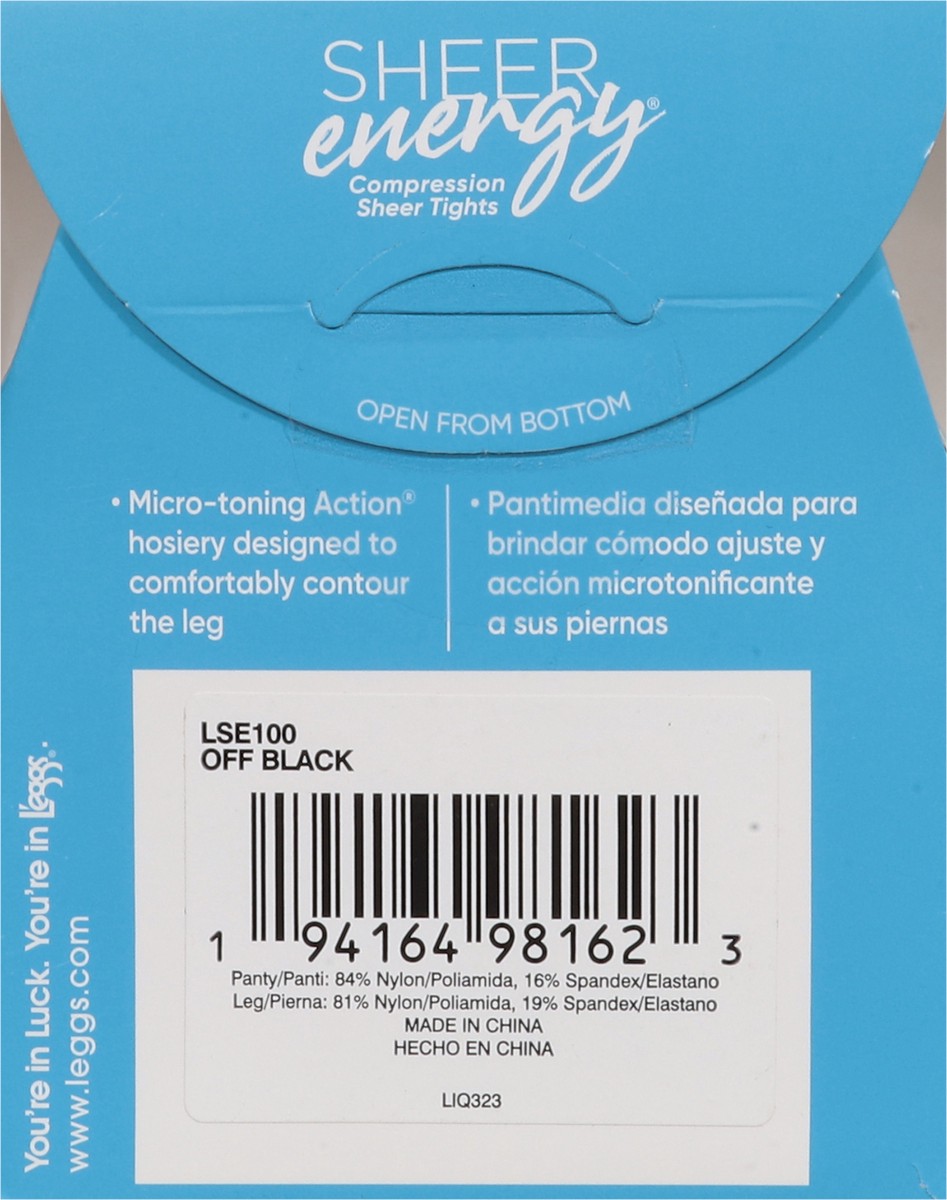 SHEER
energy®
Compression
Sheer Tights
OPEN FROM BOTTOM
• Micro-toning Action®
hosiery designed to
comfortably contour
the leg
• Pantimedia diseñada para
brindar cómodo ajuste y
acción microtonificante
a sus piernas
LSE100
OFF BLACK
1 94164 98162 3
Panty/Panti: 84% Nylon/Poliamida, 16% Spandex/Elastano
Leg/Pierna: 81% Nylon/Poliamida, 19% Spandex/Elastano
MADE IN CHINA
HECHO EN CHINA
LIQ323
You're in Luck. You're in L'eggs®.
www.leggs.com